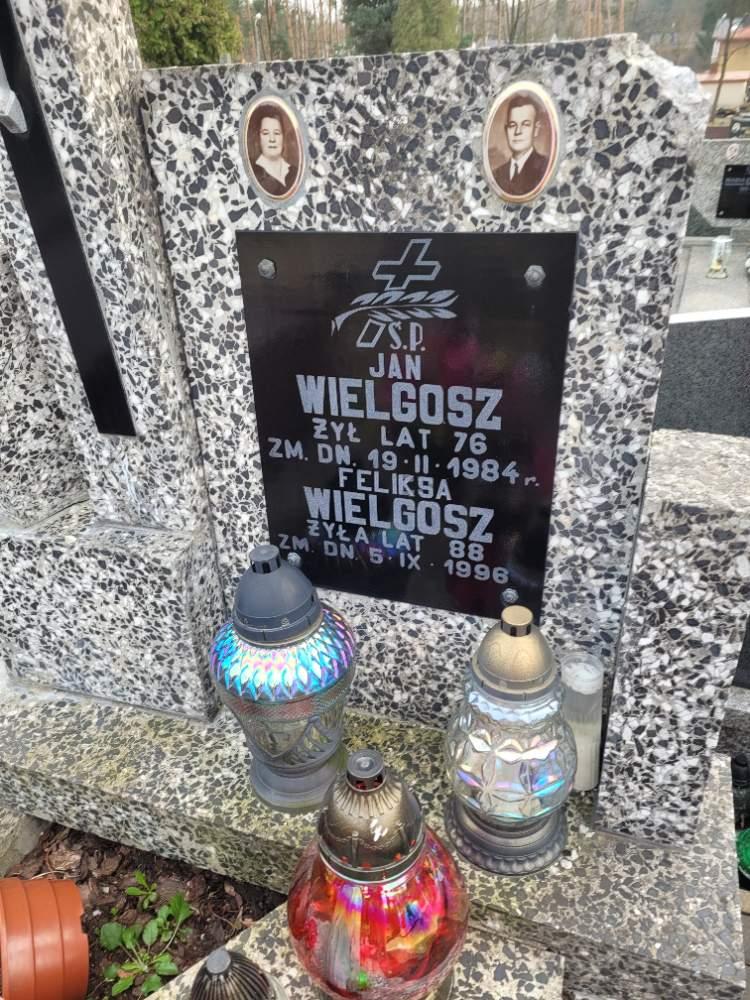 Ś.P.
JAN
WIELGOSZ
ŻYŁ LAT 76
ZM. DN. 19·II·1984r.
FELIKSA
WIELGOSZ
ŻYŁA LAT 88
ZM. DN 5·IX·1996